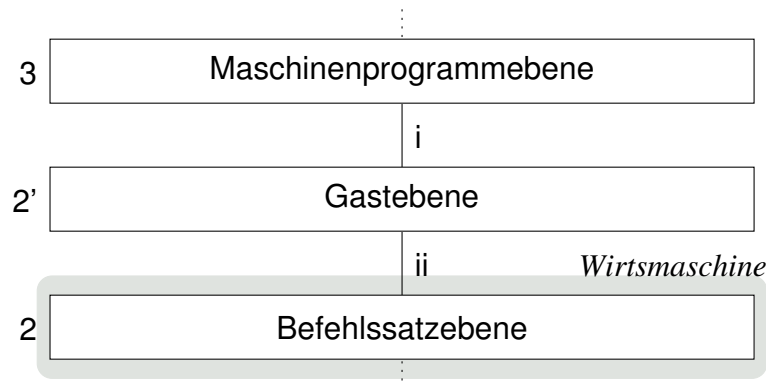 3 Maschinenprogrammebene
i
2' Gastebene
ii Wirtsmaschine
2 Befehlssatzebene